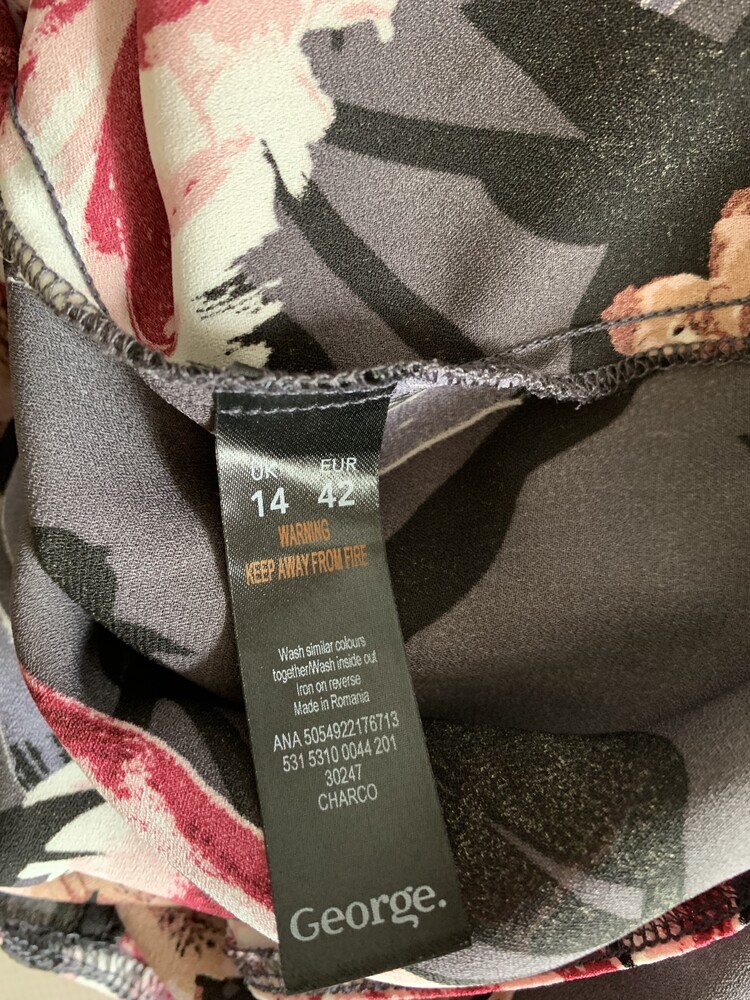 UK EUR
14 42
WARNING
KEEP AWAY FROM FIRE
Wash similar colours
together/Wash inside out
Iron on reverse
Made in Romania
ANA 5054922176713
531 5310 0044 201
30247
CHARCO
George.